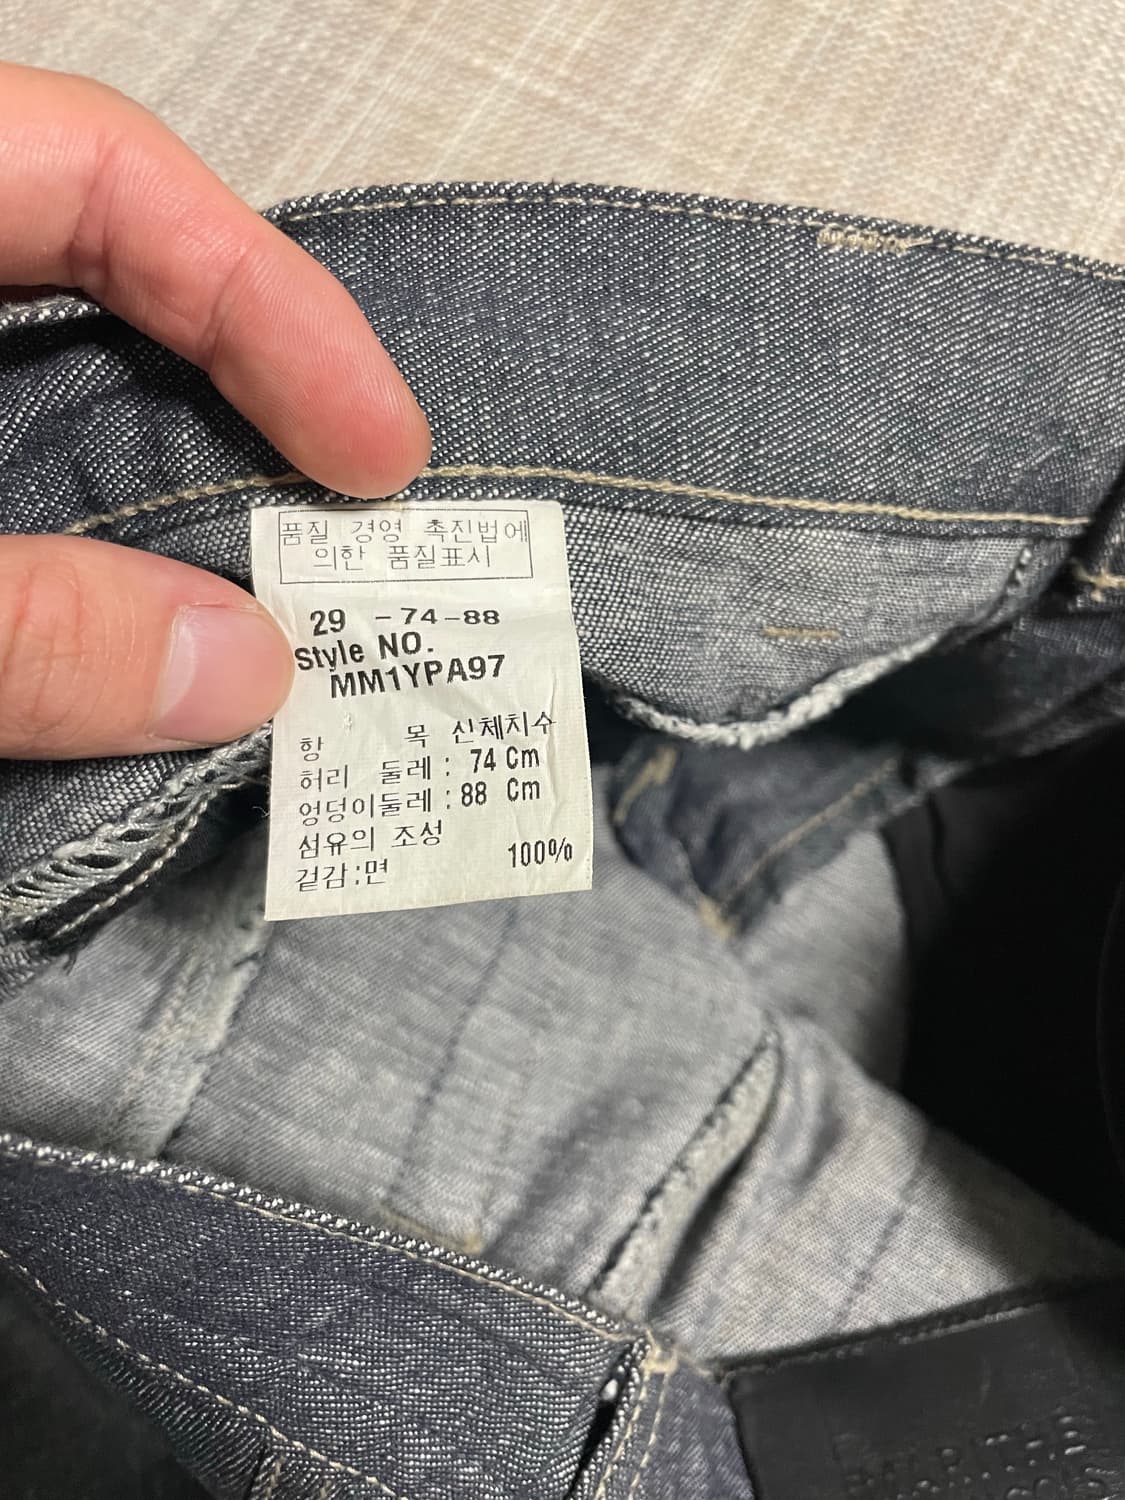 품질 경영 촉진법에
의한 품질표시
29 -74-88
Style NO.
MM1YPA97
항 목 신체치수
허리 둘레 : 74 Cm
엉덩이둘레 : 88 Cm
섬유의 조성
겉감:면 100%
MARITHE